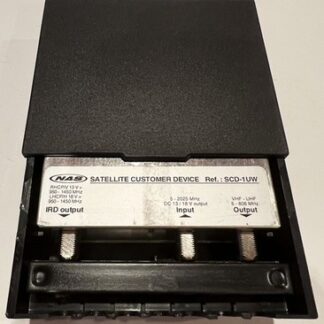 NAS SATELLITE CUSTOMER DEVICE Ref. : SCD-1UW
RHCP/V 13 V =
950 - 1450 MHz
LHCP/H 18 V =
950 - 1450 MHz
IRD output
5 - 2025 MHz
DC 13 / 18 V output
Input
VHF - UHF
5 - 806 MHz
Output